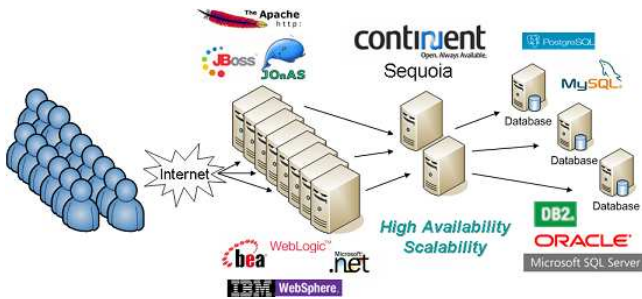 The Apache
http:
JBoss
JOnAS
continuent
Open. Always Available.
Sequoia
PostgreSQL
MySQL
Database
Database
Database
Internet
High Availability
Scalability
bea
WebLogic™
Microsoft
.net
IBM WebSphere.
DB2.
ORACLE
Microsoft SQL Server